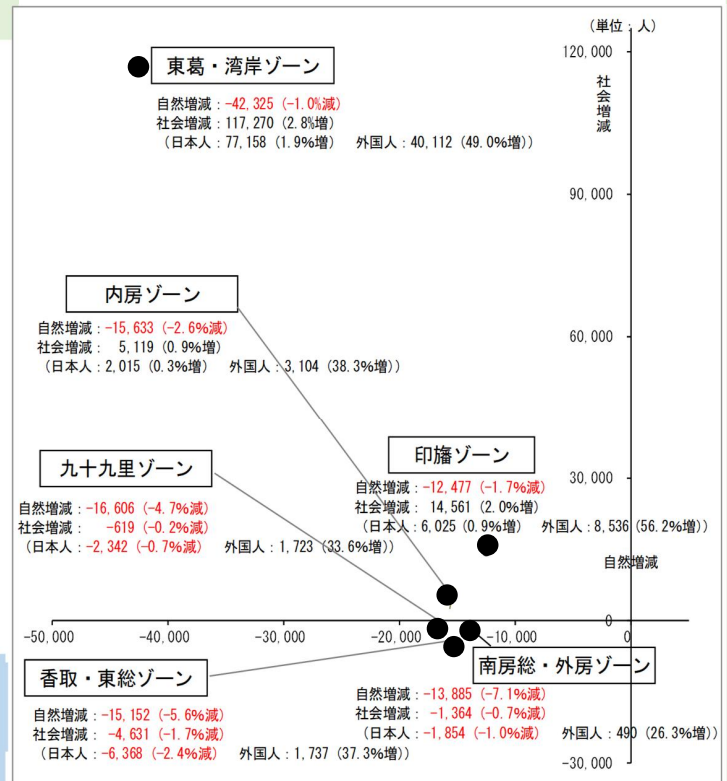 （単位：人）
120,000
社会増減
東葛・湾岸ゾーン
自然増減：-42,325（-1.0%減）
社会増減：117,270（2.8%増）
（日本人：77,158（1.9%増）　外国人：40,112（49.0%増））
90,000
内房ゾーン
自然増減：-15,633（-2.6%減）
社会増減：　5,119（0.9%増）
（日本人：2,015（0.3%増）　外国人：3,104（38.3%増））
60,000
九十九里ゾーン
自然増減：-16,606（-4.7%減）
社会増減：　-619（-0.2%減）
（日本人：-2,342（-0.7%減）　外国人：1,723（33.6%増））
印旛ゾーン
自然増減：-12,477（-1.7%減）
社会増減：　14,561（2.0%増）
（日本人：6,025（0.9%増）　外国人：8,536（56.2%増））
30,000
自然増減
0
-50,000　-40,000　-30,000　-20,000　-10,000　0
香取・東総ゾーン
自然増減：-15,152（-5.6%減）
社会増減：　-4,631（-1.7%減）
（日本人：-6,368（-2.4%減）　外国人：1,737（37.3%増））
南房総・外房ゾーン
自然増減：-13,885（-7.1%減）
社会増減：　-1,364（-0.7%減）
（日本人：-1,854（-1.0%減）　外国人：490（26.3%増））
-30,000